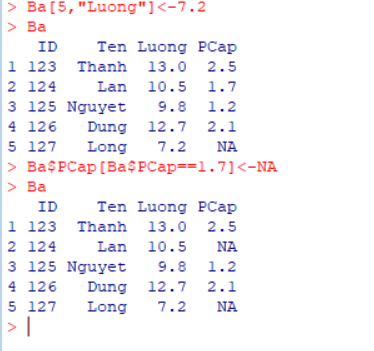 > Ba[5,"Luong"]<-7.2
> Ba
   ID    Ten Luong PCap
1 123  Thanh  13.0  2.5
2 124    Lan  10.5  1.7
3 125 Nguyet   9.8  1.2
4 126   Dung  12.7  2.1
5 127   Long   7.2   NA
> Ba$PCap[Ba$PCap==1.7]<-NA
> Ba
   ID    Ten Luong PCap
1 123  Thanh  13.0  2.5
2 124    Lan  10.5   NA
3 125 Nguyet   9.8  1.2
4 126   Dung  12.7  2.1
5 127   Long   7.2   NA
>